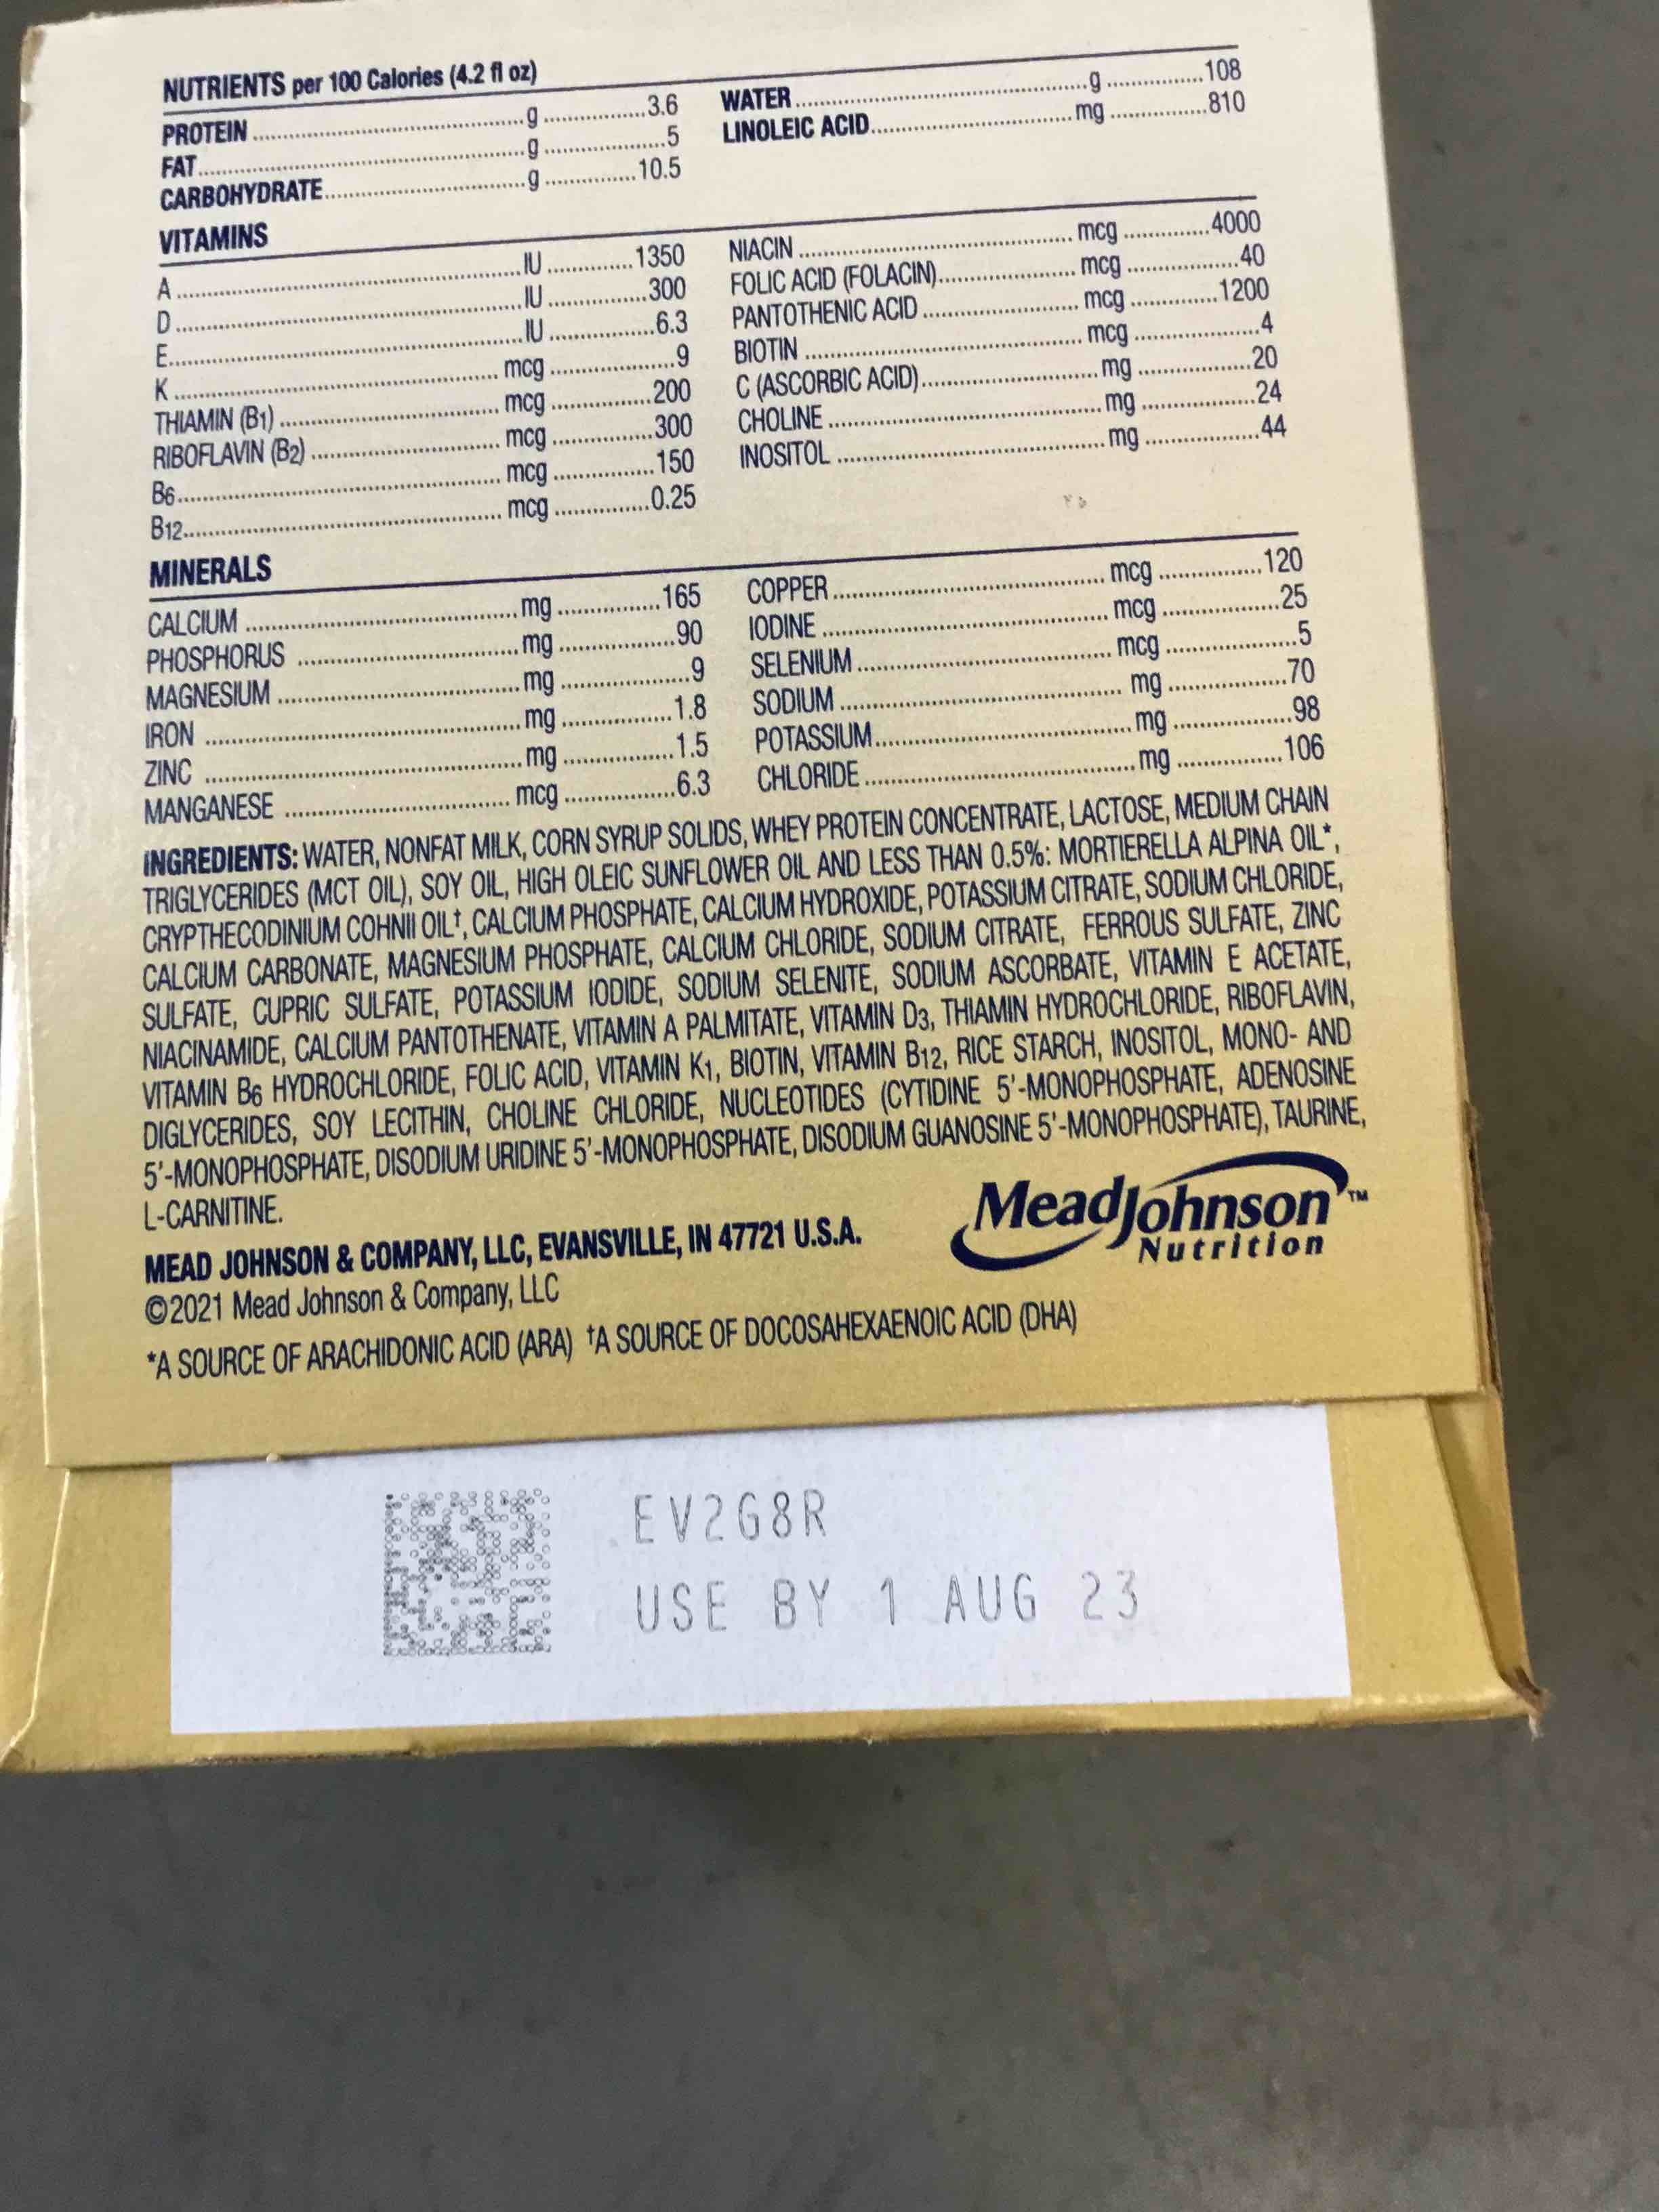 NUTRIENTS per 100 Calories (4.2 fl oz)
PROTEIN g 3.6
FAT g 5
CARBOHYDRATE g 10.5
WATER g 108
LINOLEIC ACID mg 810
VITAMINS
A IU 1350
D IU 300
E IU 6.3
K mcg 9
THIAMIN (B1) mcg 200
RIBOFLAVIN (B2) mcg 300
B6 mcg 150
B12 mcg 0.25
NIACIN mcg 4000
FOLIC ACID (FOLACIN) mcg 40
PANTOTHENIC ACID mcg 1200
BIOTIN mcg 4
C (ASCORBIC ACID) mg 20
CHOLINE mg 24
INOSITOL mg 44
MINERALS
CALCIUM mg 165
PHOSPHORUS mg 90
MAGNESIUM mg 9
IRON mg 1.8
ZINC mg 1.5
MANGANESE mcg 6.3
COPPER mcg 120
IODINE mcg 25
SELENIUM mcg 5
SODIUM mg 70
POTASSIUM mg 98
CHLORIDE mg 106
INGREDIENTS: WATER, NONFAT MILK, CORN SYRUP SOLIDS, WHEY PROTEIN CONCENTRATE, LACTOSE, MEDIUM CHAIN
TRIGLYCERIDES (MCT OIL), SOY OIL, HIGH OLEIC SUNFLOWER OIL AND LESS THAN 0.5%: MORTIERELLA ALPINA OIL*,
CRYPTHECODINIUM COHNII OIL†, CALCIUM PHOSPHATE, CALCIUM HYDROXIDE, POTASSIUM CITRATE, SODIUM CHLORIDE,
CALCIUM CARBONATE, MAGNESIUM PHOSPHATE, CALCIUM CHLORIDE, SODIUM CITRATE, FERROUS SULFATE, ZINC
SULFATE, CUPRIC SULFATE, POTASSIUM IODIDE, SODIUM SELENITE, SODIUM ASCORBATE, VITAMIN E ACETATE,
NIACINAMIDE, CALCIUM PANTOTHENATE, VITAMIN A PALMITATE, VITAMIN D3, THIAMIN HYDROCHLORIDE, RIBOFLAVIN,
VITAMIN B6 HYDROCHLORIDE, FOLIC ACID, VITAMIN K1, BIOTIN, VITAMIN B12, RICE STARCH, INOSITOL, MONO- AND
DIGLYCERIDES, SOY LECITHIN, CHOLINE CHLORIDE, NUCLEOTIDES (CYTIDINE 5'-MONOPHOSPHATE, ADENOSINE
5'-MONOPHOSPHATE, DISODIUM URIDINE 5'-MONOPHOSPHATE, DISODIUM GUANOSINE 5'-MONOPHOSPHATE), TAURINE,
L-CARNITINE.
MEAD JOHNSON & COMPANY, LLC, EVANSVILLE, IN 47721 U.S.A.
©2021 Mead Johnson & Company, LLC
MeadJohnson™
Nutrition
*A SOURCE OF ARACHIDONIC ACID (ARA) †A SOURCE OF DOCOSAHEXAENOIC ACID (DHA)
EV2G8R
USE BY 1 AUG 23